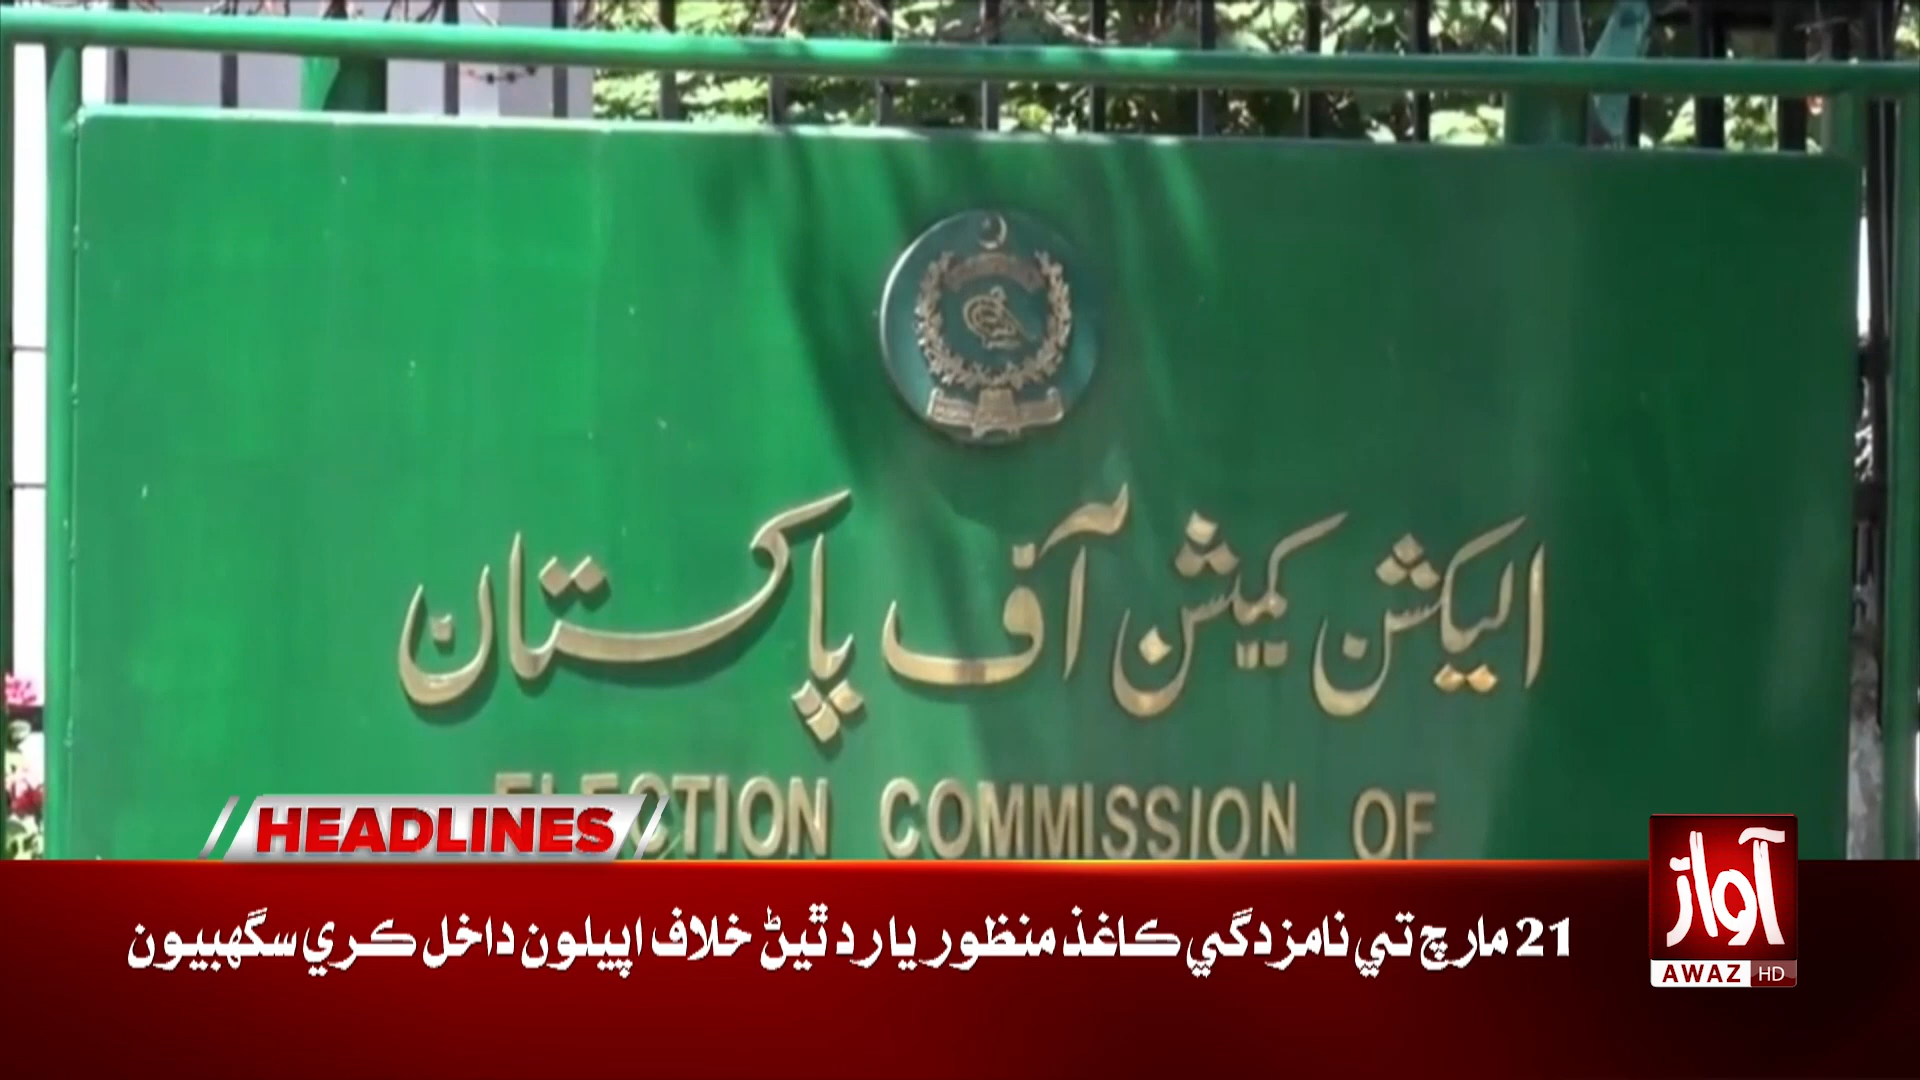 الیکشن کمیشن آف پاکستان
ELECTION COMMISSION OF
HEADLINES
21 مارچ تي نامزدگي ڪاغذ منظور يا رد ٿيڻ خلاف اپيلون داخل ڪري سگهبيون
آواز
AWAZ HD